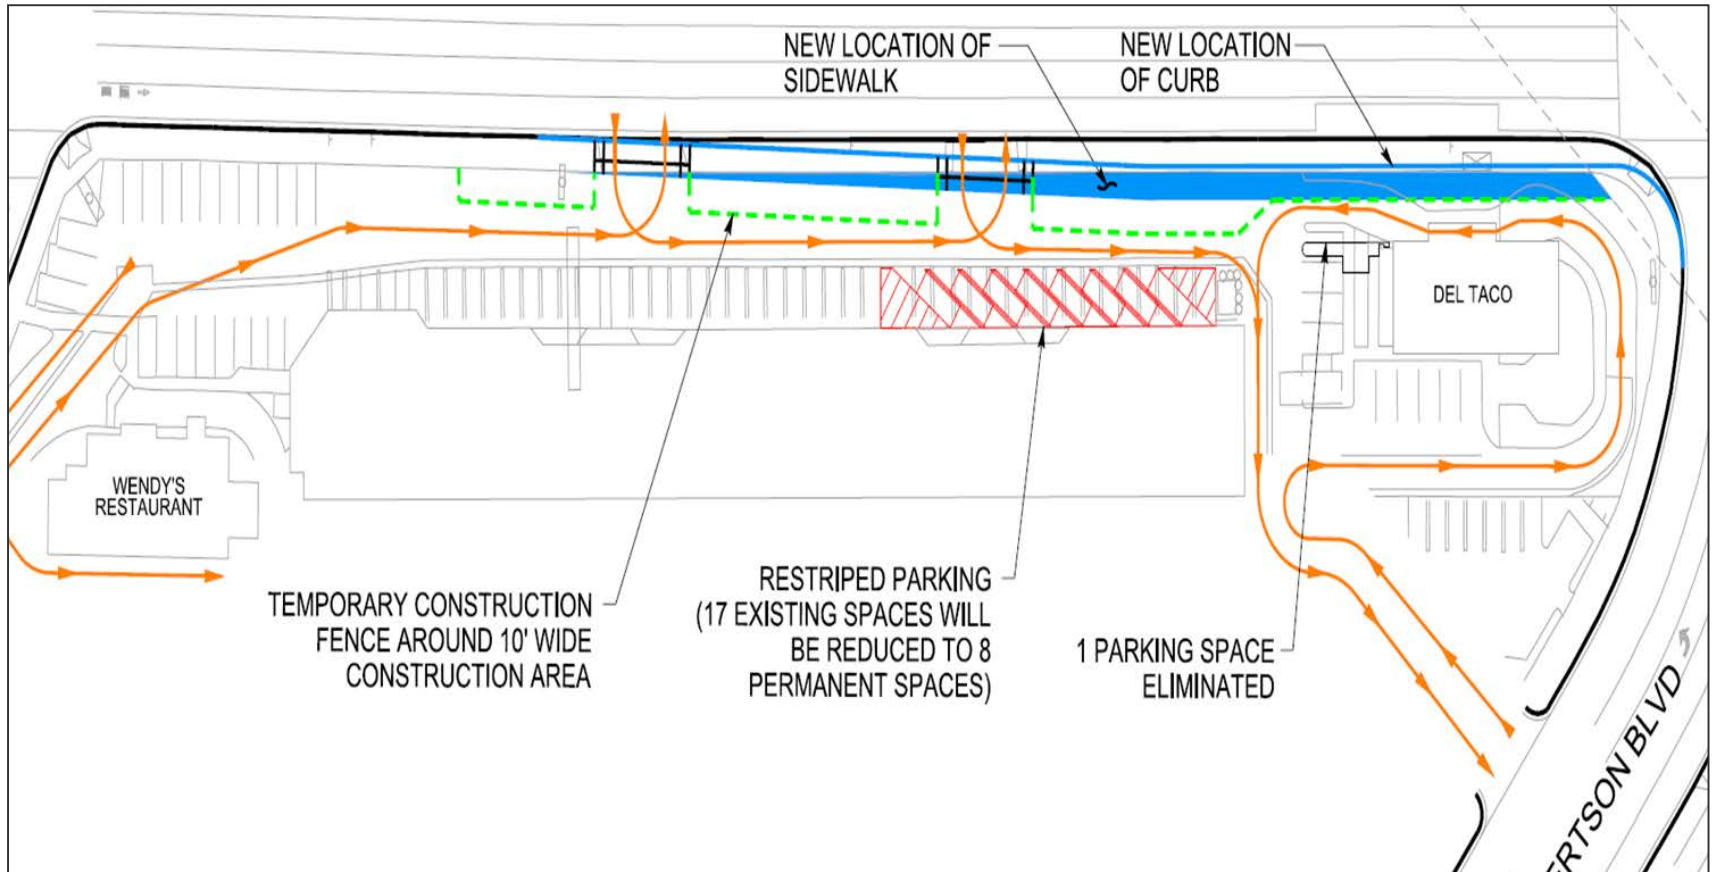 NEW LOCATION OF
SIDEWALK
NEW LOCATION
OF CURB
DEL TACO
WENDY'S
RESTAURANT
TEMPORARY CONSTRUCTION
FENCE AROUND 10' WIDE
CONSTRUCTION AREA
RESTRIPED PARKING
(17 EXISTING SPACES WILL
BE REDUCED TO 8
PERMANENT SPACES)
1 PARKING SPACE
ELIMINATED
ERTSON BLVD